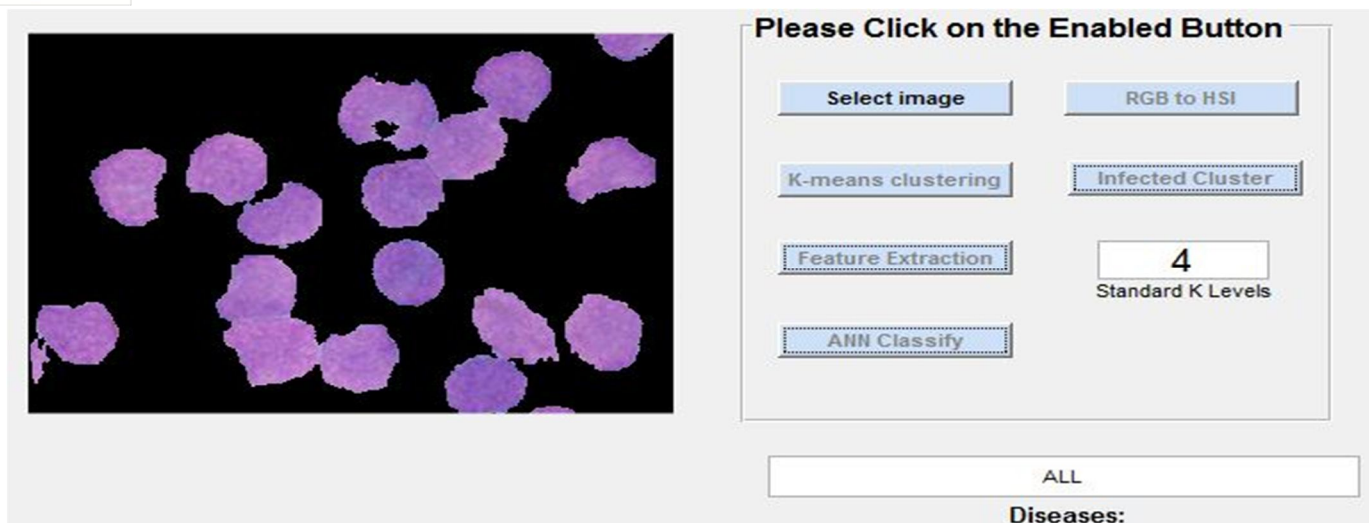 Please Click on the Enabled Button
Select image
RGB to HSI
K-means clustering
Infected Cluster
Feature Extraction
4
Standard K Levels
ANN Classify
ALL
Diseases: